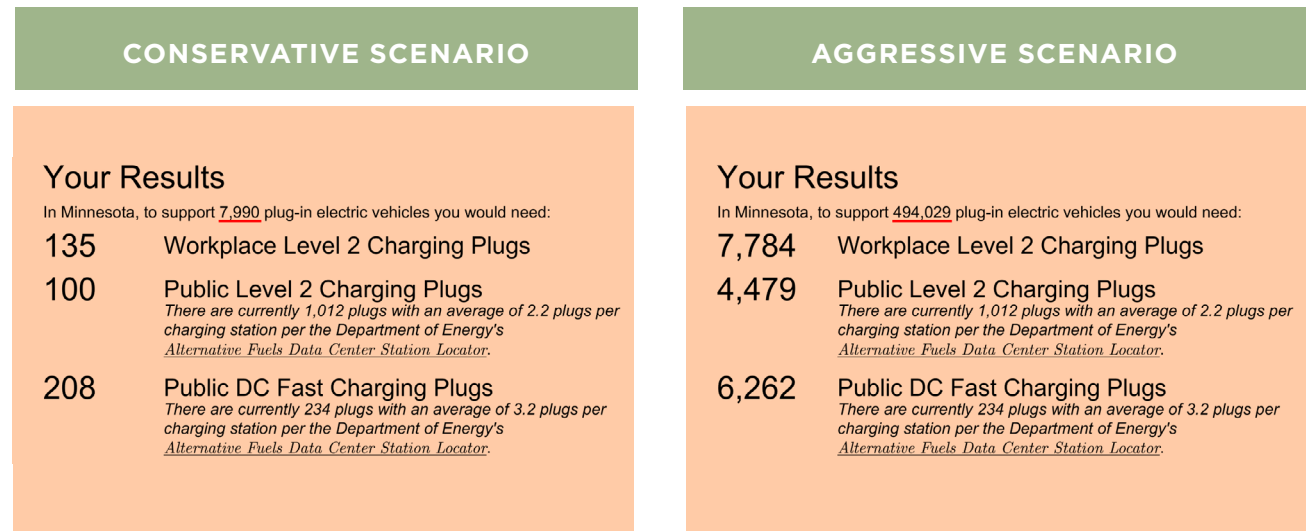 CONSERVATIVE SCENARIO
Your Results
In Minnesota, to support 7,990 plug-in electric vehicles you would need:
135 Workplace Level 2 Charging Plugs
100 Public Level 2 Charging Plugs
There are currently 1,012 plugs with an average of 2.2 plugs per
charging station per the Department of Energy's
Alternative Fuels Data Center Station Locator.
208 Public DC Fast Charging Plugs
There are currently 234 plugs with an average of 3.2 plugs per
charging station per the Department of Energy's
Alternative Fuels Data Center Station Locator.
AGGRESSIVE SCENARIO
Your Results
In Minnesota, to support 494,029 plug-in electric vehicles you would need:
7,784 Workplace Level 2 Charging Plugs
4,479 Public Level 2 Charging Plugs
There are currently 1,012 plugs with an average of 2.2 plugs per
charging station per the Department of Energy's
Alternative Fuels Data Center Station Locator.
6,262 Public DC Fast Charging Plugs
There are currently 234 plugs with an average of 3.2 plugs per
charging station per the Department of Energy's
Alternative Fuels Data Center Station Locator.